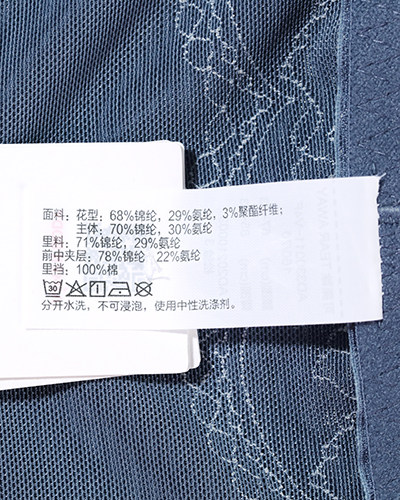 面料：花型：68%锦纶，29%氨纶，3%聚酯纤维；
主体：70%锦纶，30%氨纶
里料：71%锦纶，29%氨纶
前中夹层：78%锦纶 22%氨纶
里裆：100%棉
30
分开水洗，不可浸泡，使用中性洗涤剂。